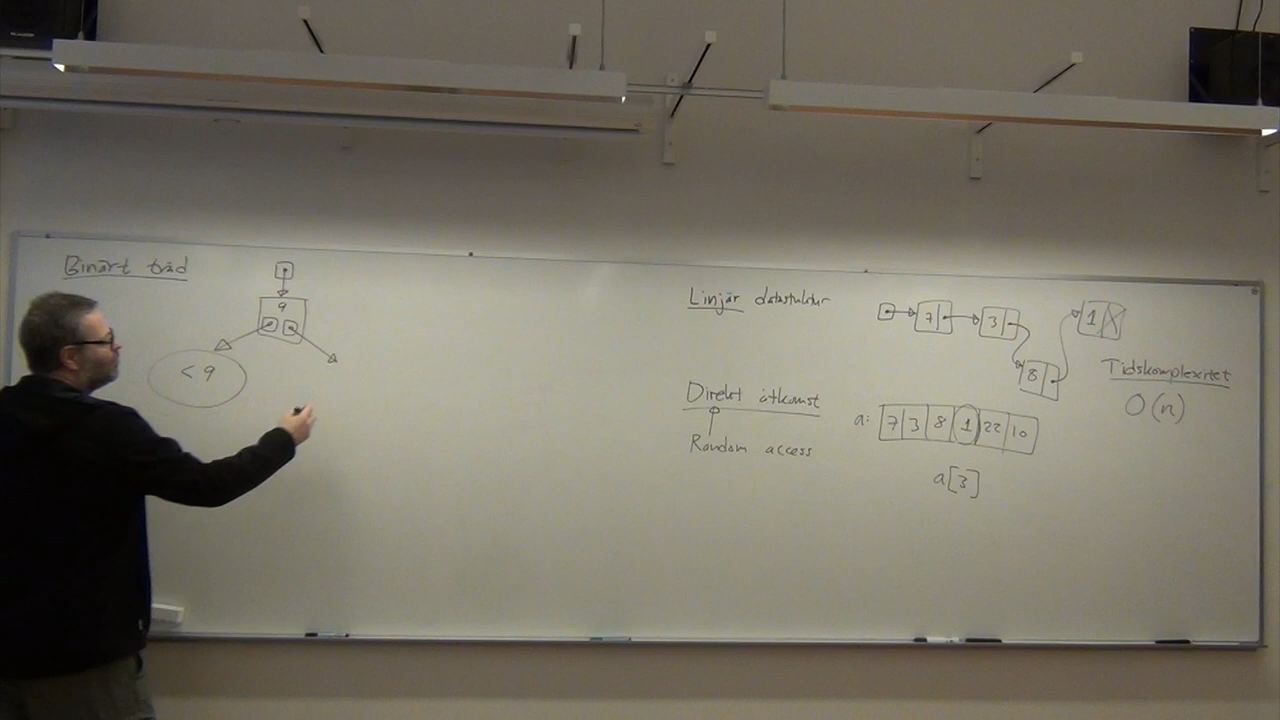 Binärt träd
9
< 9
Linjär datastuktur
7 3 8 1
Tidskomplexitet
O(n)
Direkt åtkomst
a: 7 3 8 1 22 10
Random access
a[3]